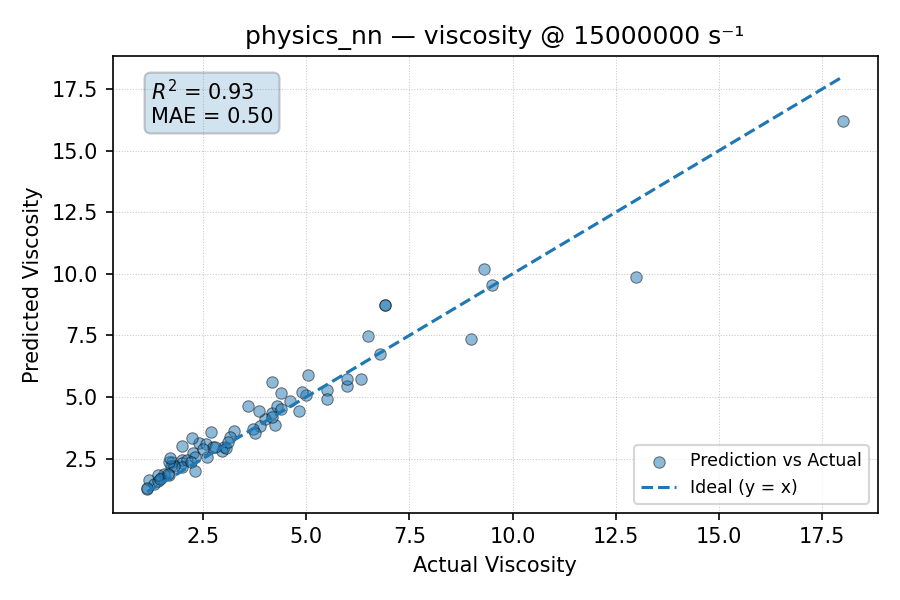 physics_nn — viscosity @ 15000000 s⁻¹
R² = 0.93
MAE = 0.50
17.5
15.0
12.5
10.0
7.5
5.0
2.5
Predicted Viscosity
Prediction vs Actual
Ideal (y = x)
2.5 5.0 7.5 10.0 12.5 15.0 17.5
Actual Viscosity